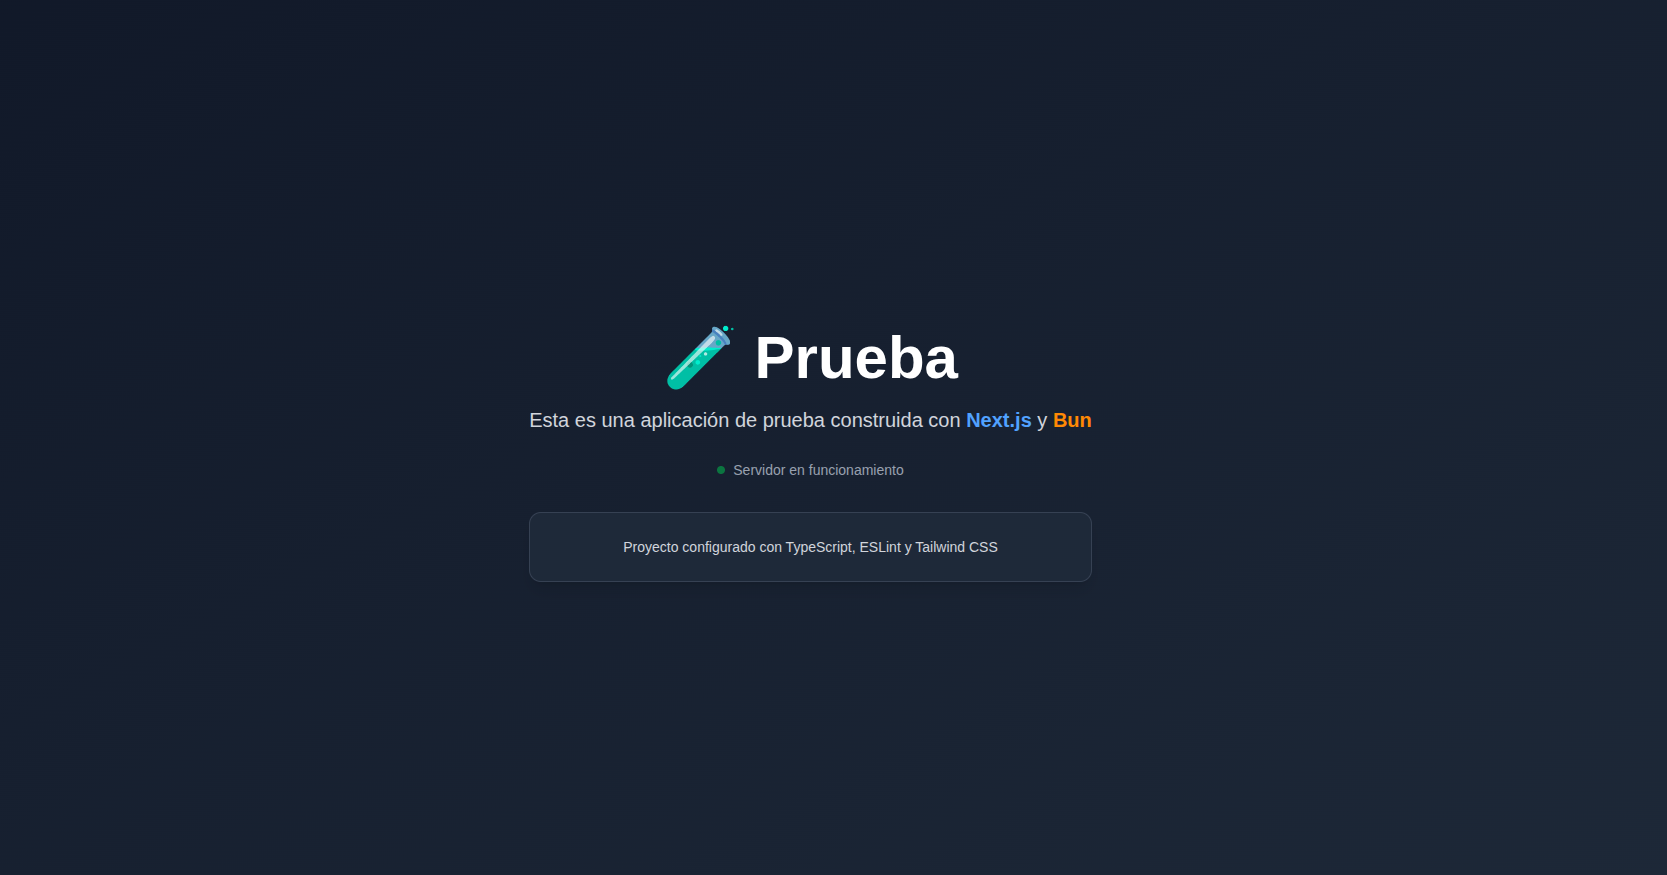 🧪 Prueba
Esta es una aplicación de prueba construida con Next.js y Bun
Servidor en funcionamiento
Proyecto configurado con TypeScript, ESLint y Tailwind CSS